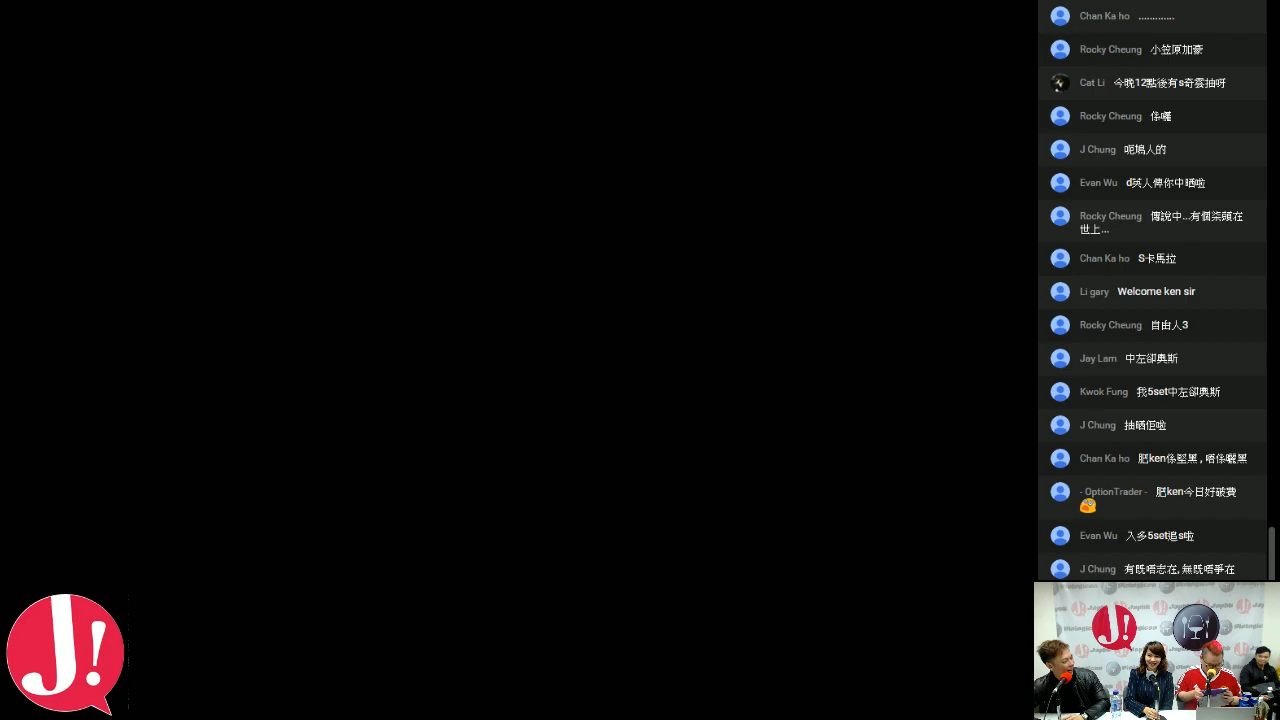 Chan Ka ho .............
Rocky Cheung 小笠原加豪
Cat Li 今晚12點後有s奇雲抽呀
Rocky Cheung 係囉
J Chung 呢鳩人的
Evan Wu d英人俾你中晒啦
Rocky Cheung 傳說中...有個柒頭在
世上...
Chan Ka ho S卡馬拉
Li gary Welcome ken sir
Rocky Cheung 自由人3
Jay Lam 中左卻奧斯
Kwok Fung 我5set中左卻奧斯
J Chung 抽晒佢啦
Chan Ka ho 肥ken係堅黑 , 唔係曬黑
- OptionTrader - 肥ken今日好破費
Evan Wu 入多5set追s啦
J Chung 有既唔志在, 無既唔爭在
J!
J!